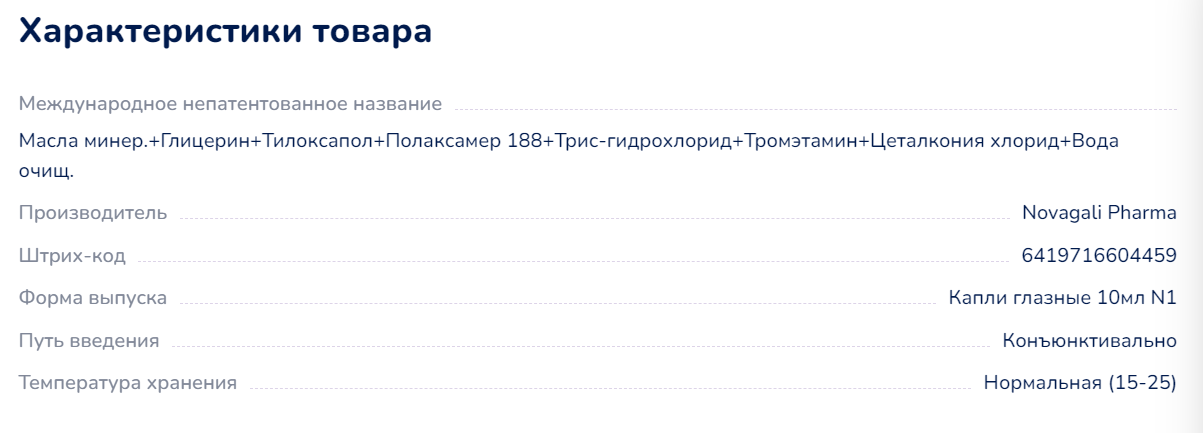 Характеристики товара
Международное непатентованное название
Масла минер.+Глицерин+Тилоксапол+Полаксамер 188+Трис-гидрохлорид+Тромэтамин+Цеталкония хлорид+Вода
очищ.
Производитель Novagali Pharma
Штрих-код 6419716604459
Форма выпуска Капли глазные 10мл N1
Путь введения Конъюнктивально
Температура хранения Нормальная (15-25)